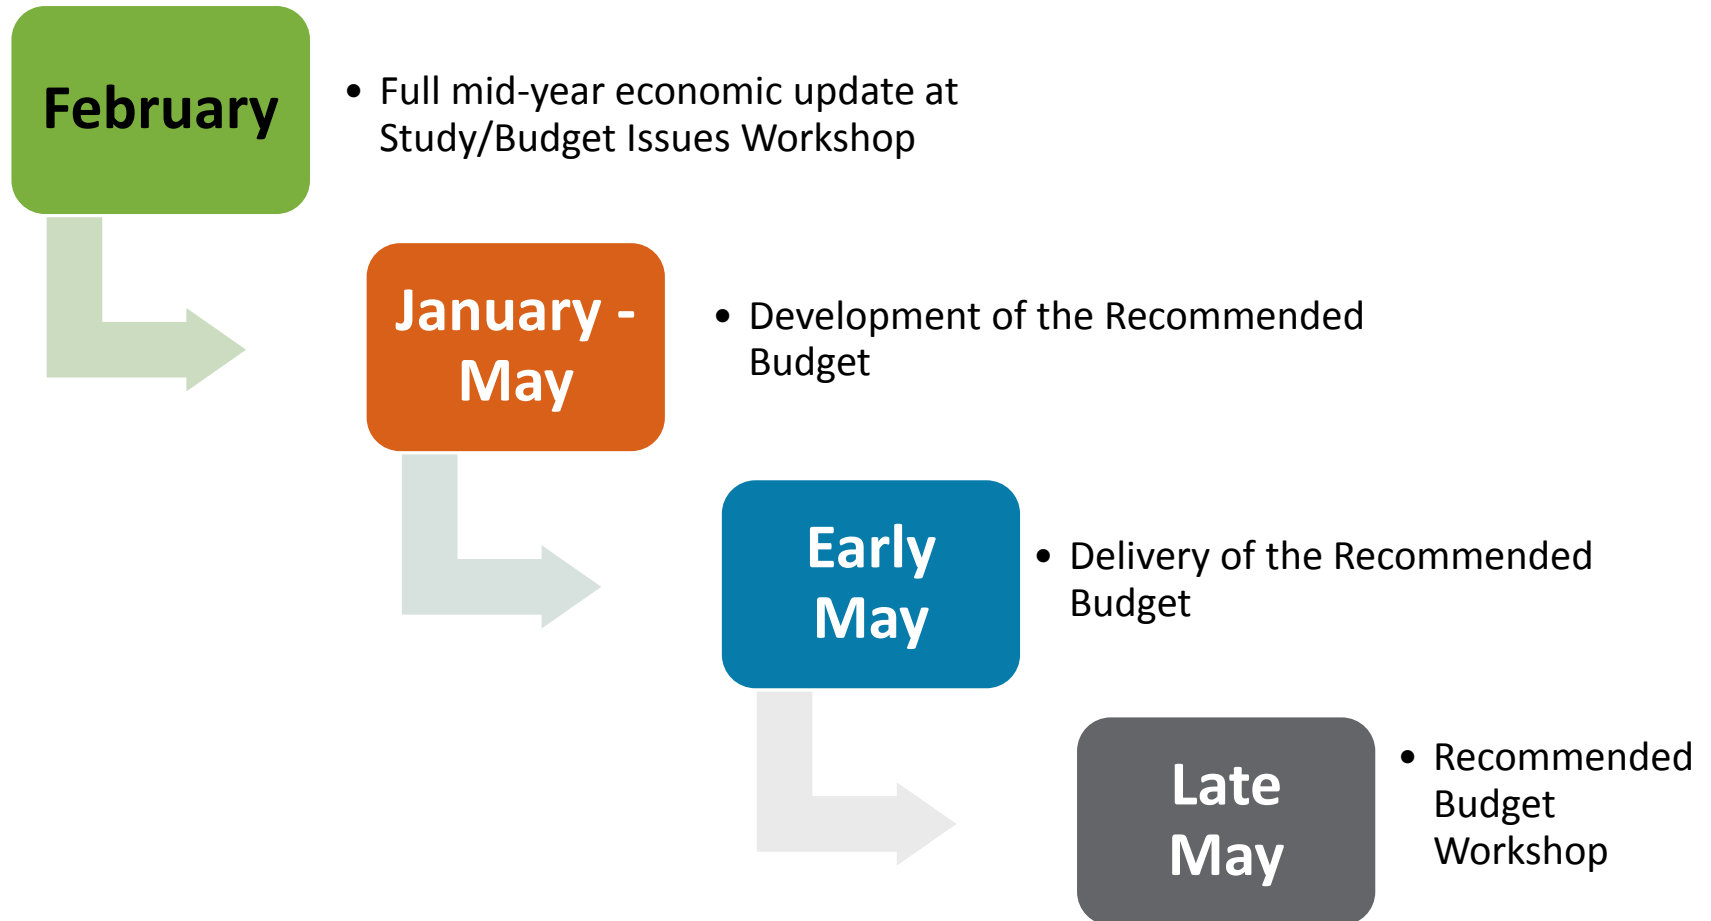 February
• Full mid-year economic update at
Study/Budget Issues Workshop
January -
May
• Development of the Recommended
Budget
Early
May
• Delivery of the Recommended
Budget
Late
May
• Recommended
Budget
Workshop